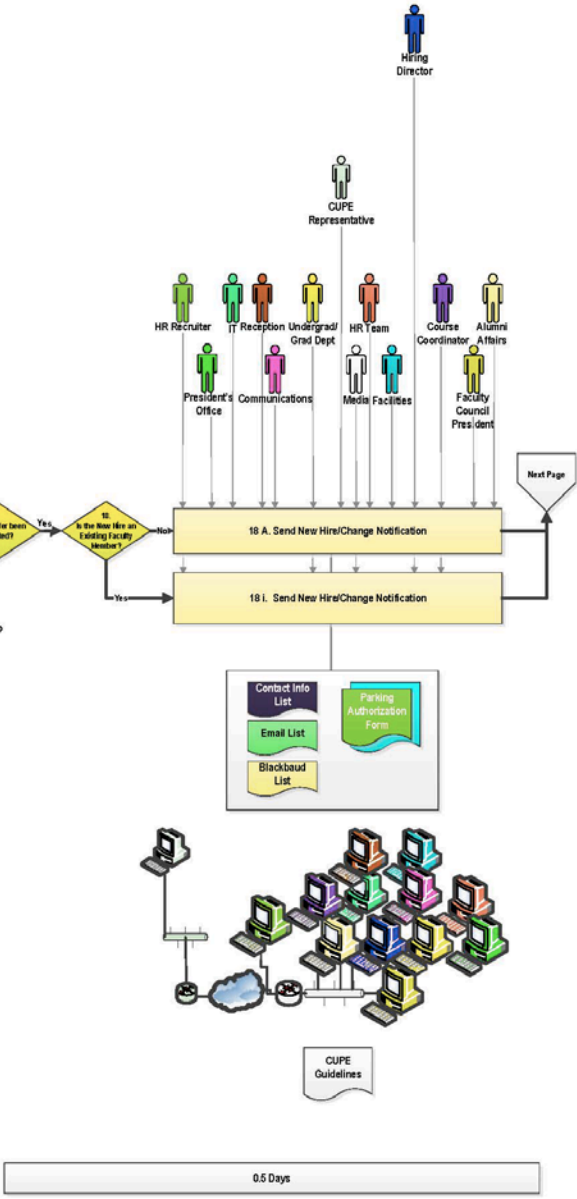 Hiring
Director
CUPE
Representative
HR Recruiter
IT
Reception
Undergrad/
Grad Dept
HR Team
Course
Coordinator
Alumni
Affairs
President's
Office
Communications
Media
Facilities
Faculty
Council
President
Next Page
been
Yes
Is the New Hire an
Existing Faculty
Member?
No
18 A. Send New Hire/Change Notification
Yes
18 i. Send New Hire/Change Notification
?
Contact Info
List
Parking
Authorization
Form
Email List
Blackbaud
List
CUPE
Guidelines
0.5 Days